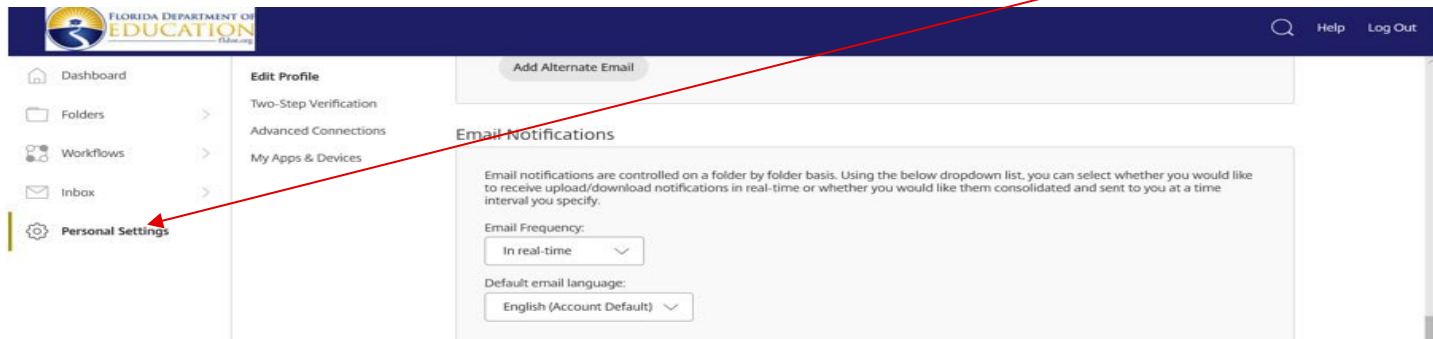 FLORIDA DEPARTMENT OF
EDUCATION
fldoe.org
Help
Log Out
Dashboard
Folders
Workflows
Inbox
Personal Settings
Edit Profile
Two-Step Verification
Advanced Connections
My Apps & Devices
Add Alternate Email
Email Notifications
Email notifications are controlled on a folder by folder basis. Using the below dropdown list, you can select whether you would like
to receive upload/download notifications in real-time or whether you would like them consolidated and sent to you at a time
interval you specify.
Email Frequency:
In real-time
Default email language:
English (Account Default)